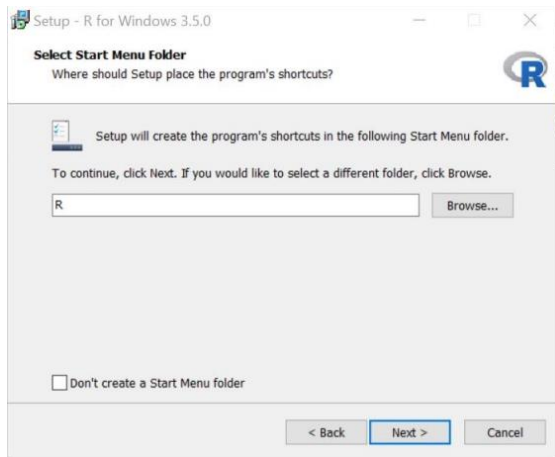 Setup - R for Windows 3.5.0
Select Start Menu Folder
Where should Setup place the program's shortcuts?
R
Setup will create the program's shortcuts in the following Start Menu folder.
To continue, click Next. If you would like to select a different folder, click Browse.
R
Browse...
Don't create a Start Menu folder
< Back
Next >
Cancel